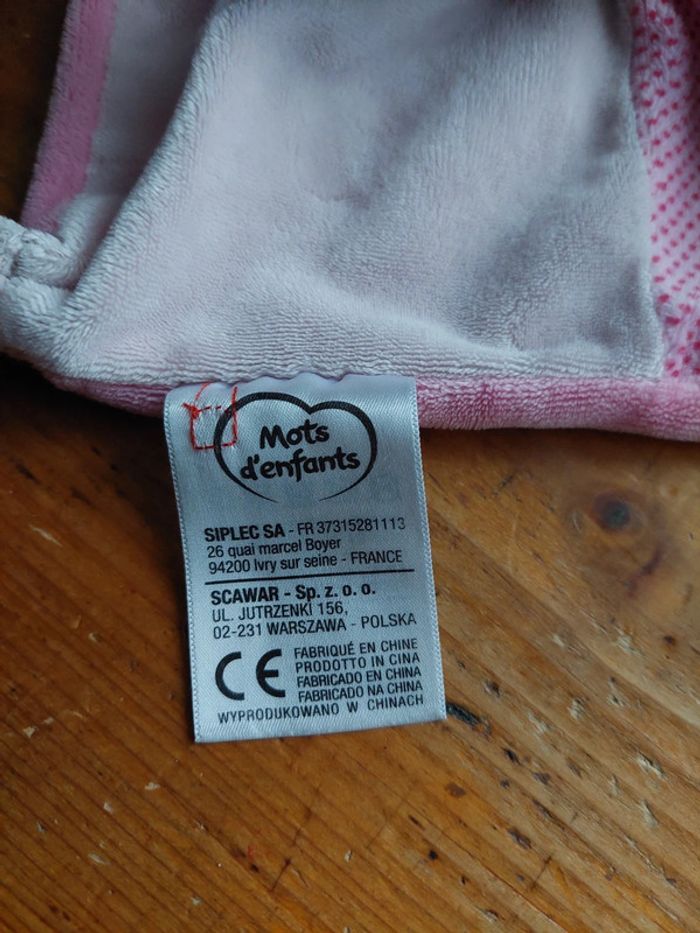 Mots
d'enfants
SIPLEC SA - FR 37315281113
26 quai marcel Boyer
94200 Ivry sur seine - FRANCE
SCAWAR - Sp. z. o. o.
UL. JUTRZENKI 156,
02-231 WARSZAWA - POLSKA
CE
FABRIQUÉ EN CHINE
PRODOTTO IN CINA
FABRICADO EN CHINA
FABRICADO NA CHINA
WYPRODUKOWANO W CHINACH